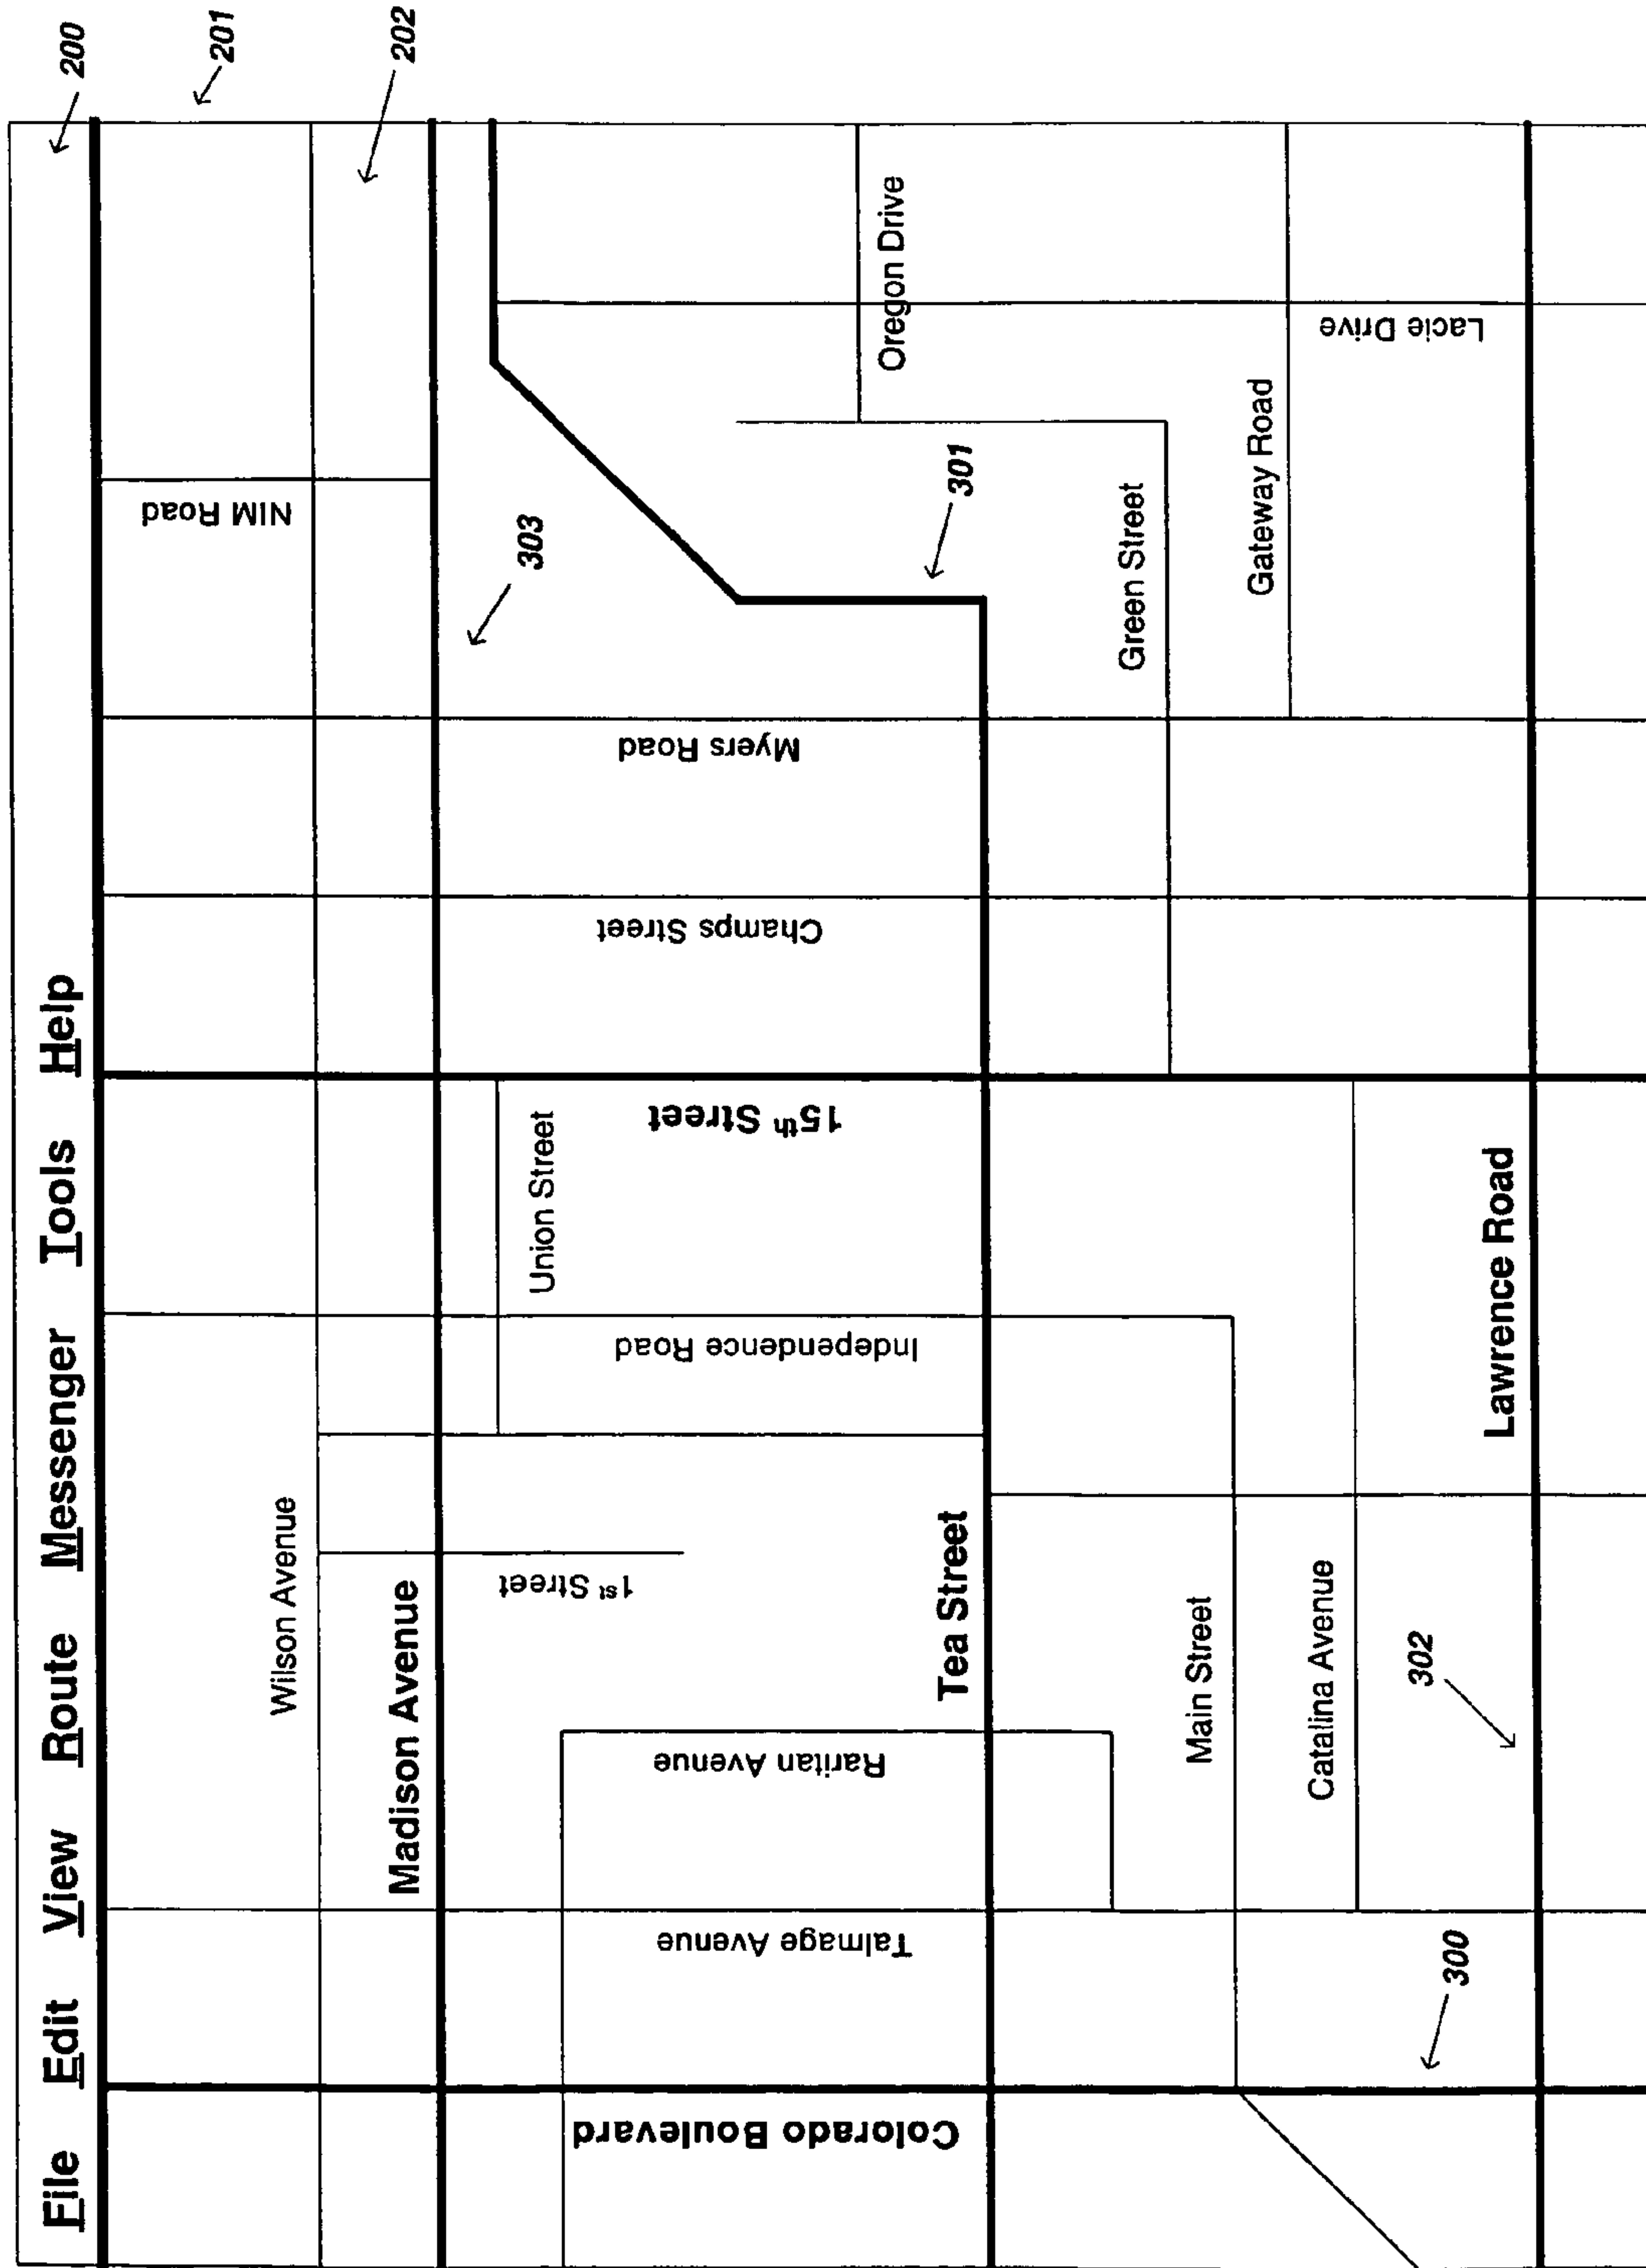 File Edit View Route Messenger Tools Help
200
201
202
NIM Road
Wilson Avenue
Madison Avenue
303
Union Street
1st Street
Oregon Drive
Myers Road
Champs Street
15th Street
Independence Road
Raritan Avenue
Talmage Avenue
Colorado Boulevard
Tea Street
301
Green Street
Main Street
Gateway Road
Catalina Avenue
Lacie Drive
302
300
Lawrence Road